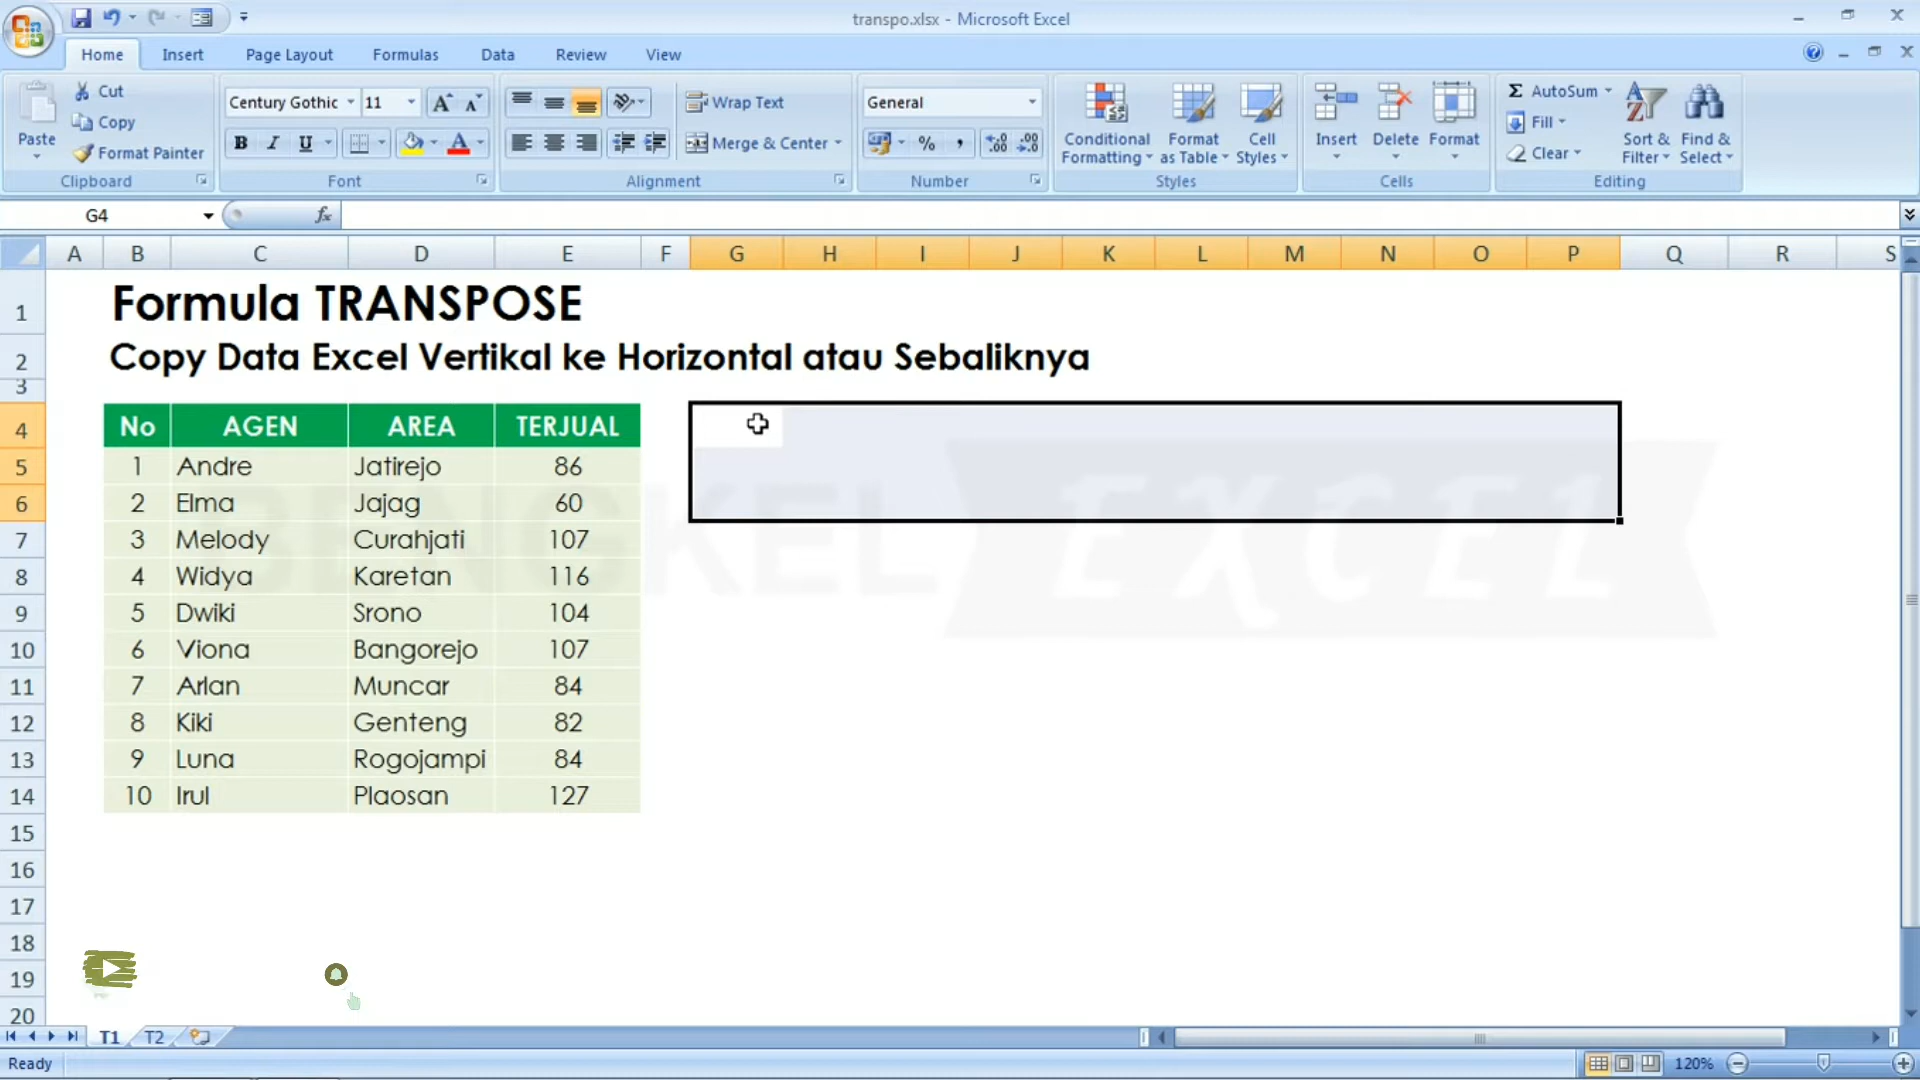 transpo.xlsx - Microsoft Excel
Home Insert Page Layout Formulas Data Review View
Paste
Cut
Copy
Format Painter
Clipboard
Century Gothic 11
B I U
Font
Wrap Text
Merge & Center
Alignment
General
%
Number
Conditional Formatting
Format as Table
Cell Styles
Styles
Insert Delete Format
Cells
Σ AutoSum
Fill
Clear
Sort & Filter
Find & Select
Editing
G4 fx
A B C D E F G H I J K L M N O P Q R S
1 Formula TRANSPOSE
2 Copy Data Excel Vertikal ke Horizontal atau Sebaliknya
3
4 No AGEN AREA TERJUAL
5 1 Andre Jatirejo 86
6 2 Elma Jajag 60
7 3 Melody Curahjati 107
8 4 Widya Karetan 116
9 5 Dwiki Srono 104
10 6 Viona Bangorejo 107
11 7 Arlan Muncar 84
12 8 Kiki Genteng 82
13 9 Luna Rogojampi 84
14 10 Irul Plaosan 127
BENGKEL EXCEL
15
16
17
18
19
20
T1 T2
Ready 120%